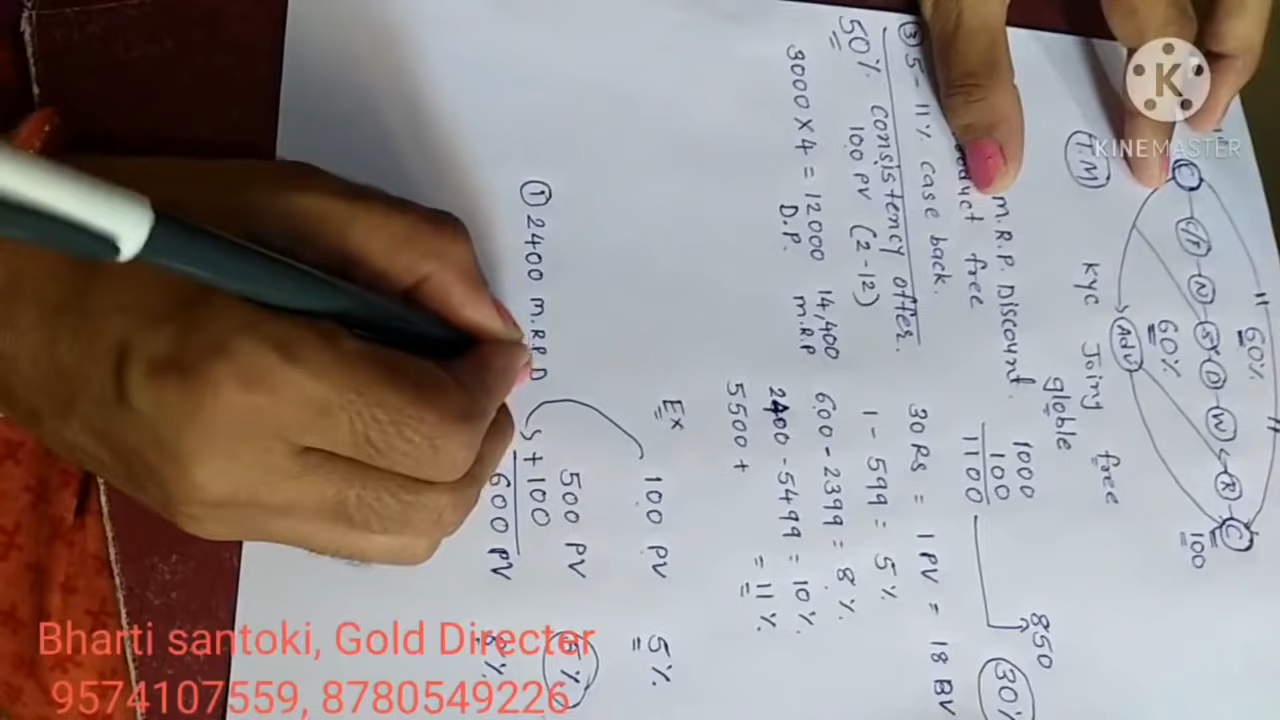 C - C/F - N - S - D - W - R - C
60%
60%
100
Adv
T.M
KYC Joing free
globle
m.R.P. Discount.
free
③ 5 - 11% case back.
50% consistency offer.
100 PV (2-12)
3000 X 4 = 12000 14,400
D.P. m.R.P
1000
100
1100
850
30%
30 Rs = 1 PV = 18 BV
1 - 599 = 5%
600 - 2399 = 8%.
2400 - 5499 = 10%.
5500+ = 11%.
Ex 100 PV 5%.
500 PV 5%
+ 100
600 PV 8%.
① 2400 m.R.P. D
KINEMASTER
Bharti santoki, Gold Directer
9574107559, 8780549226